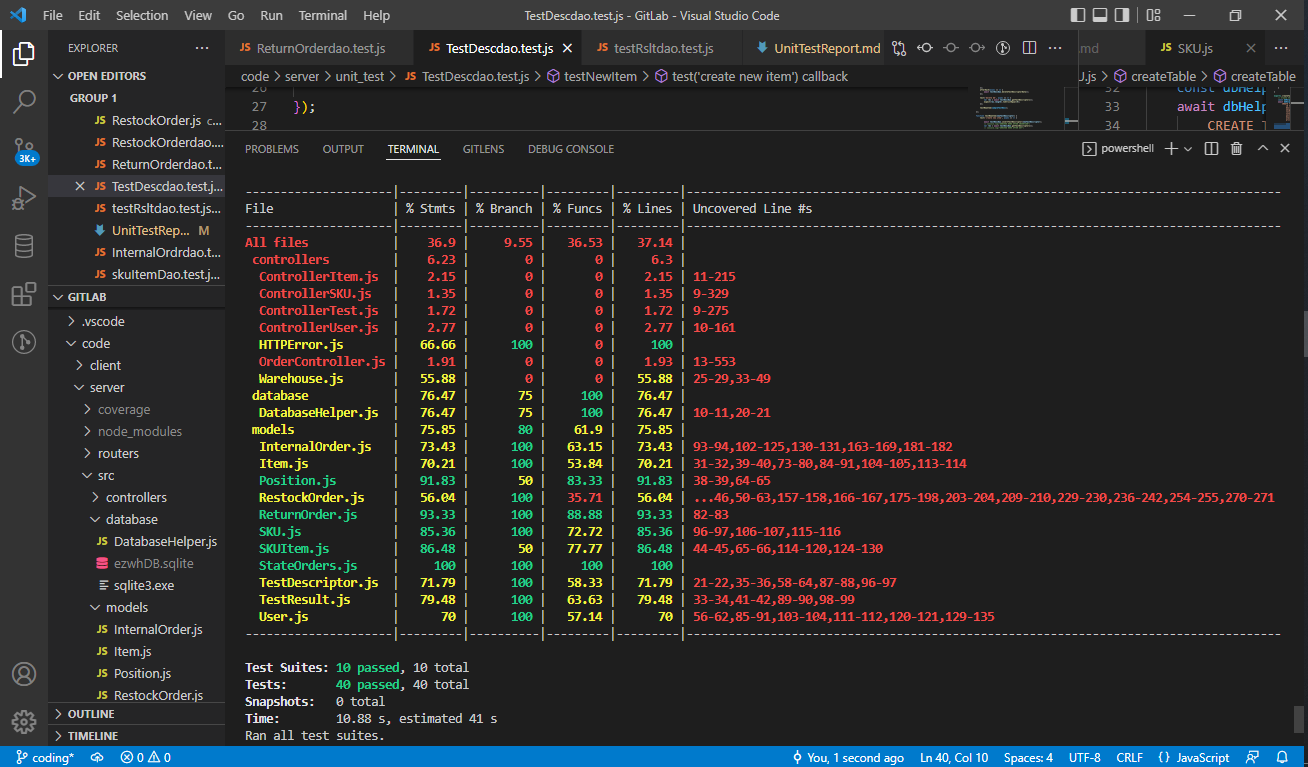 File Edit Selection View Go Run Terminal Help TestDescdao.test.js - GitLab - Visual Studio Code
EXPLORER ...
OPEN EDITORS
GROUP 1
JS RestockOrder.js c...
JS RestockOrderdao....
JS ReturnOrderdao.t...
JS TestDescdao.test.j...
JS testRsltdao.test.js...
UnitTestRep... M
JS InternalOrdrdao.t...
JS skuItemDao.test.j...
GITLAB
.vscode
code
client
server
coverage
node_modules
routers
src
controllers
database
JS DatabaseHelper.js
ezwhDB.sqlite
sqlite3.exe
models
JS InternalOrder.js
JS Item.js
JS Position.js
JS RestockOrder.js
OUTLINE
TIMELINE
3K+
JS ReturnOrderdao.test.js JS TestDescdao.test.js JS testRsltdao.test.js UnitTestReport.md ... .md JS SKU.js ...
code > server > unit_test > JS TestDescdao.test.js > testNewItem > test('create new item') callback
U.js > createTable > createTable
26
27 });
28
32 const dbHelp
33 await dbHelp
34 CREATE T
PROBLEMS OUTPUT TERMINAL GITLENS DEBUG CONSOLE powershell
----------------------|---------|----------|---------|---------|---------------------------------------------------------------------------------------
File | % Stmts | % Branch | % Funcs | % Lines | Uncovered Line #s
----------------------|---------|----------|---------|---------|---------------------------------------------------------------------------------------
All files | 36.9 | 9.55 | 36.53 | 37.14 |
controllers | 6.23 | 0 | 0 | 6.3 |
ControllerItem.js | 2.15 | 0 | 0 | 2.15 | 11-215
ControllerSKU.js | 1.35 | 0 | 0 | 1.35 | 9-329
ControllerTest.js | 1.72 | 0 | 0 | 1.72 | 9-275
ControllerUser.js | 2.77 | 0 | 0 | 2.77 | 10-161
HTTPError.js | 66.66 | 100 | 0 | 100 |
OrderController.js | 1.91 | 0 | 0 | 1.93 | 13-553
Warehouse.js | 55.88 | 0 | 0 | 55.88 | 25-29,33-49
database | 76.47 | 75 | 100 | 76.47 |
DatabaseHelper.js | 76.47 | 75 | 100 | 76.47 | 10-11,20-21
models | 75.85 | 80 | 61.9 | 75.85 |
InternalOrder.js | 73.43 | 100 | 63.15 | 73.43 | 93-94,102-125,130-131,163-169,181-182
Item.js | 70.21 | 100 | 53.84 | 70.21 | 31-32,39-40,73-80,84-91,104-105,113-114
Position.js | 91.83 | 50 | 83.33 | 91.83 | 38-39,64-65
RestockOrder.js | 56.04 | 100 | 35.71 | 56.04 | ...46,50-63,157-158,166-167,175-198,203-204,209-210,229-230,236-242,254-255,270-271
ReturnOrder.js | 93.33 | 100 | 88.88 | 93.33 | 82-83
SKU.js | 85.36 | 100 | 72.72 | 85.36 | 96-97,106-107,115-116
SKUItem.js | 86.48 | 50 | 77.77 | 86.48 | 44-45,65-66,114-120,124-130
StateOrders.js | 100 | 100 | 100 | 100 |
TestDescriptor.js | 71.79 | 100 | 58.33 | 71.79 | 21-22,35-36,58-64,87-88,96-97
TestResult.js | 79.48 | 100 | 63.63 | 79.48 | 33-34,41-42,89-90,98-99
User.js | 70 | 100 | 57.14 | 70 | 56-62,85-91,103-104,111-112,120-121,129-135
----------------------|---------|----------|---------|---------|---------------------------------------------------------------------------------------
Test Suites: 10 passed, 10 total
Tests: 40 passed, 40 total
Snapshots: 0 total
Time: 10.88 s, estimated 41 s
Ran all test suites.
coding* 0 0 You, 1 second ago Ln 40, Col 10 Spaces: 4 UTF-8 CRLF {} JavaScript